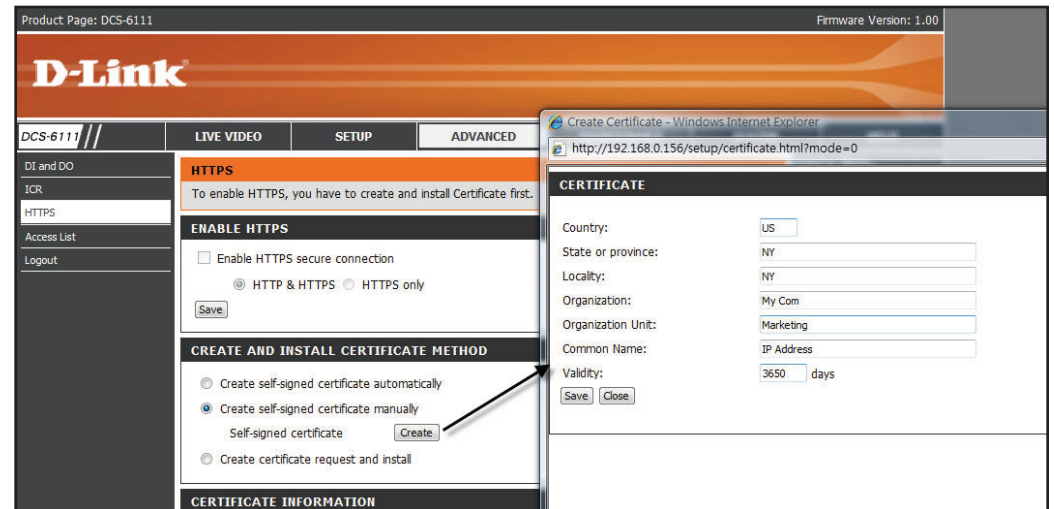 Product Page: DCS-6111
Firmware Version: 1.00
D-Link
DCS-6111
LIVE VIDEO
SETUP
ADVANCED
DI and DO
ICR
HTTPS
Access List
Logout
HTTPS
To enable HTTPS, you have to create and install Certificate first.
ENABLE HTTPS
Enable HTTPS secure connection
HTTP & HTTPS
HTTPS only
Save
CREATE AND INSTALL CERTIFICATE METHOD
Create self-signed certificate automatically
Create self-signed certificate manually
Self-signed certificate
Create
Create certificate request and install
CERTIFICATE INFORMATION
Create Certificate - Windows Internet Explorer
http://192.168.0.156/setup/certificate.html?mode=0
CERTIFICATE
Country: US
State or province: NY
Locality: NY
Organization: My Com
Organization Unit: Marketing
Common Name: IP Address
Validity: 3650 days
Save Close